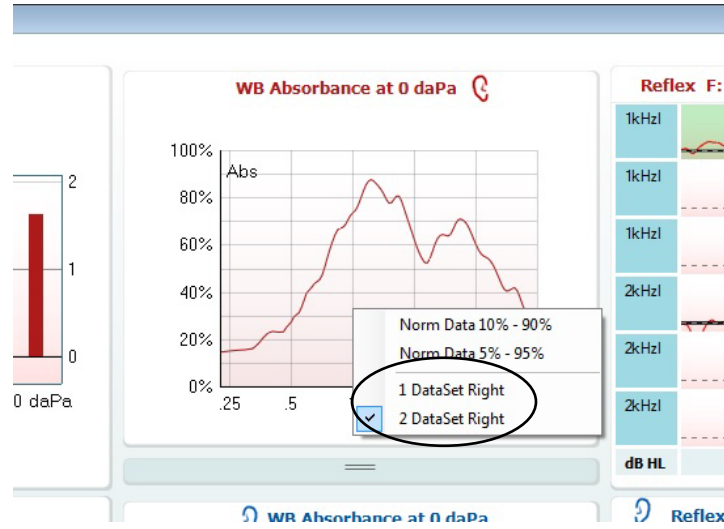 WB Absorbance at 0 daPa
Reflex F:
100%
Abs
80%
60%
40%
20%
0%
.25
.5
2
1
0
0 daPa
Norm Data 10% - 90%
Norm Data 5% - 95%
1 DataSet Right
2 DataSet Right
1kHzI
1kHzI
1kHzI
2kHzI
2kHzI
2kHzI
dB HL
WB Absorbance at 0 daPa
Reflex